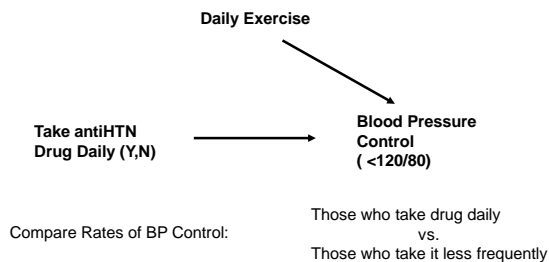 Daily Exercise
Take antiHTN
Drug Daily (Y,N)
Blood Pressure
Control
( <120/80)
Compare Rates of BP Control:
Those who take drug daily
vs.
Those who take it less frequently